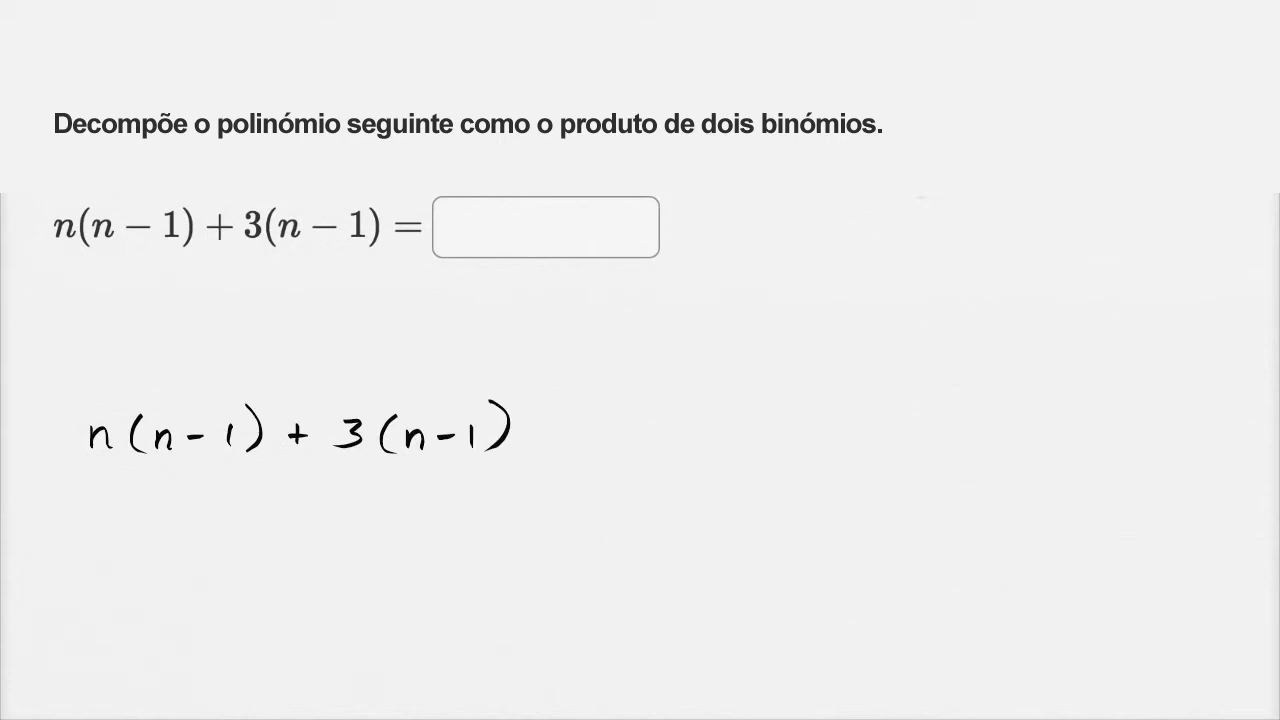 Decompõe o polinómio seguinte como o produto de dois binómios.
n(n − 1) + 3(n − 1) =
n(n-1) + 3(n-1)